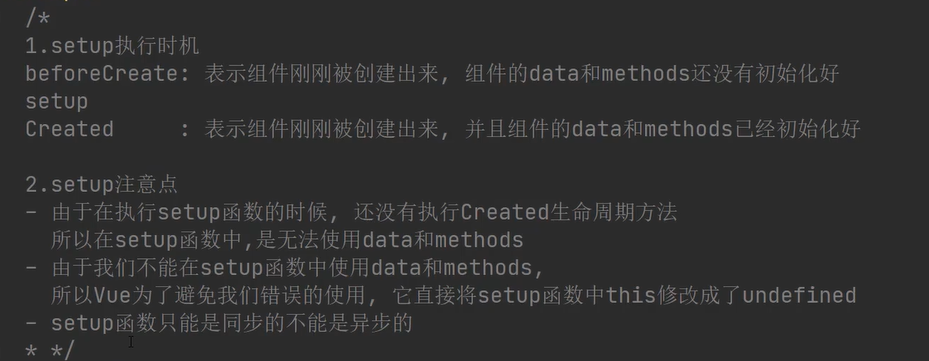 /*
1.setup执行时机
beforeCreate: 表示组件刚刚被创建出来, 组件的data和methods还没有初始化好
setup
Created     : 表示组件刚刚被创建出来, 并且组件的data和methods已经初始化好
2.setup注意点
- 由于在执行setup函数的时候, 还没有执行Created生命周期方法
所以在setup函数中,是无法使用data和methods
- 由于我们不能在setup函数中使用data和methods,
所以Vue为了避免我们错误的使用, 它直接将setup函数中this修改成了undefined
- setup函数只能是同步的不能是异步的
* */